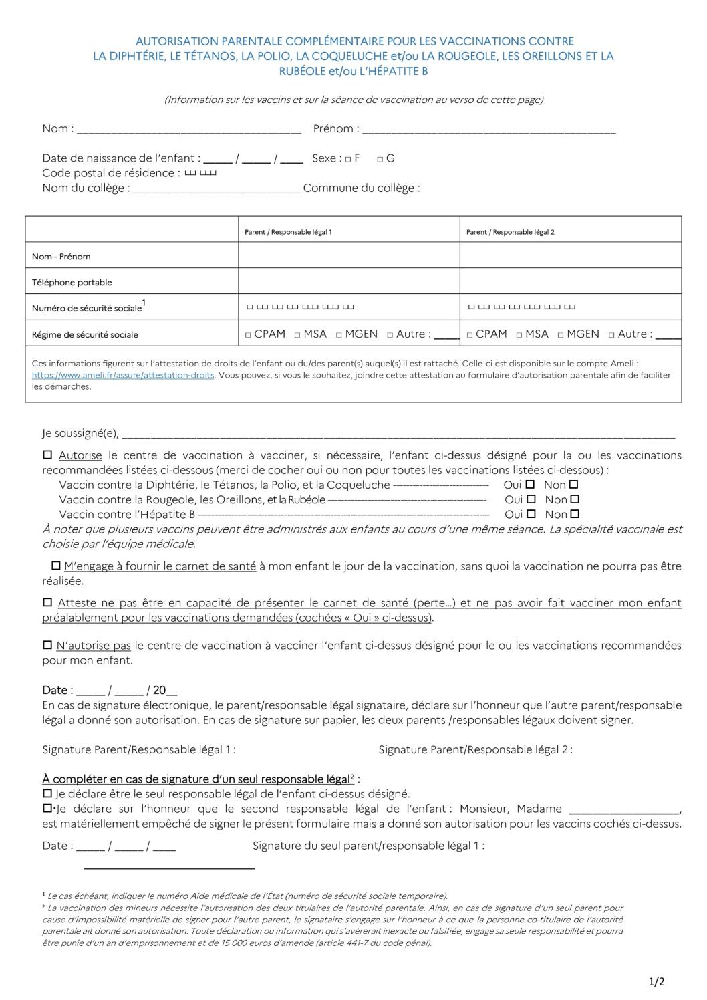 AUTORISATION PARENTALE COMPLÉMENTAIRE POUR LES VACCINATIONS CONTRE
LA DIPHTÉRIE, LE TÉTANOS, LA POLIO, LA COQUELUCHE et/ou LA ROUGEOLE, LES OREILLONS ET LA
RUBÉOLE et/ou L'HÉPATITE B
(Information sur les vaccins et sur la séance de vaccination au verso de cette page)
Nom : ______________________________________ Prénom : ___________________________________________
Date de naissance de l'enfant : _____ / _____ / ____ Sexe : □ F □ G
Code postal de résidence : ⊔⊔ ⊔⊔⊔
Nom du collège : ____________________________ Commune du collège :
Parent / Responsable légal 1 Parent / Responsable légal 2
Nom - Prénom
Téléphone portable
Numéro de sécurité sociale¹ ⊔ ⊔⊔ ⊔⊔ ⊔⊔ ⊔⊔⊔ ⊔⊔⊔ ⊔⊔ ⊔ ⊔⊔ ⊔⊔ ⊔⊔ ⊔⊔⊔ ⊔⊔⊔ ⊔⊔
Régime de sécurité sociale □ CPAM □ MSA □ MGEN □ Autre : ____ □ CPAM □ MSA □ MGEN □ Autre : ____
Ces informations figurent sur l'attestation de droits de l'enfant ou du/des parent(s) auquel(s) il est rattaché. Celle-ci est disponible sur le compte Ameli :
https://www.ameli.fr/assure/attestation-droits. Vous pouvez, si vous le souhaitez, joindre cette attestation au formulaire d'autorisation parentale afin de faciliter
les démarches.
Je soussigné(e), ______________________________________________________________________________________________
□ Autorise le centre de vaccination à vacciner, si nécessaire, l'enfant ci-dessus désigné pour la ou les vaccinations
recommandées listées ci-dessous (merci de cocher oui ou non pour toutes les vaccinations listées ci-dessous) :
Vaccin contre la Diphtérie, le Tétanos, la Polio, et la Coqueluche ----------------------------- Oui □ Non □
Vaccin contre la Rougeole, les Oreillons, et la Rubéole ------------------------------------------------ Oui □ Non □
Vaccin contre l'Hépatite B ---------------------------------------------------------------------------------------- Oui □ Non □
À noter que plusieurs vaccins peuvent être administrés aux enfants au cours d'une même séance. La spécialité vaccinale est
choisie par l'équipe médicale.
□ M'engage à fournir le carnet de santé à mon enfant le jour de la vaccination, sans quoi la vaccination ne pourra pas être
réalisée.
□ Atteste ne pas être en capacité de présenter le carnet de santé (perte...) et ne pas avoir fait vacciner mon enfant
préalablement pour les vaccinations demandées (cochées « Oui » ci-dessus).
□ N'autorise pas le centre de vaccination à vacciner l'enfant ci-dessus désigné pour le ou les vaccinations recommandées
pour mon enfant.
Date : _____ / _____ / 20__
En cas de signature électronique, le parent/responsable légal signataire, déclare sur l'honneur que l'autre parent/responsable
légal a donné son autorisation. En cas de signature sur papier, les deux parents /responsables légaux doivent signer.
Signature Parent/Responsable légal 1 : Signature Parent/Responsable légal 2 :
À compléter en cas de signature d'un seul responsable légal² :
□ Je déclare être le seul responsable légal de l'enfant ci-dessus désigné.
□·Je déclare sur l'honneur que le second responsable légal de l'enfant : Monsieur, Madame ___________________,
est matériellement empêché de signer le présent formulaire mais a donné son autorisation pour les vaccins cochés ci-dessus.
Date : _____ / _____ / ____ Signature du seul parent/responsable légal 1 :
¹ Le cas échéant, indiquer le numéro Aide médicale de l'État (numéro de sécurité sociale temporaire).
² La vaccination des mineurs nécessite l'autorisation des deux titulaires de l'autorité parentale. Ainsi, en cas de signature d'un seul parent pour
cause d'impossibilité matérielle de signer pour l'autre parent, le signataire s'engage sur l'honneur à ce que la personne co-titulaire de l'autorité
parentale ait donné son autorisation. Toute déclaration ou information qui s'avèrerait inexacte ou falsifiée, engage sa seule responsabilité et pourra
être punie d'un an d'emprisonnement et de 15 000 euros d'amende (article 441-7 du code pénal).
1/2